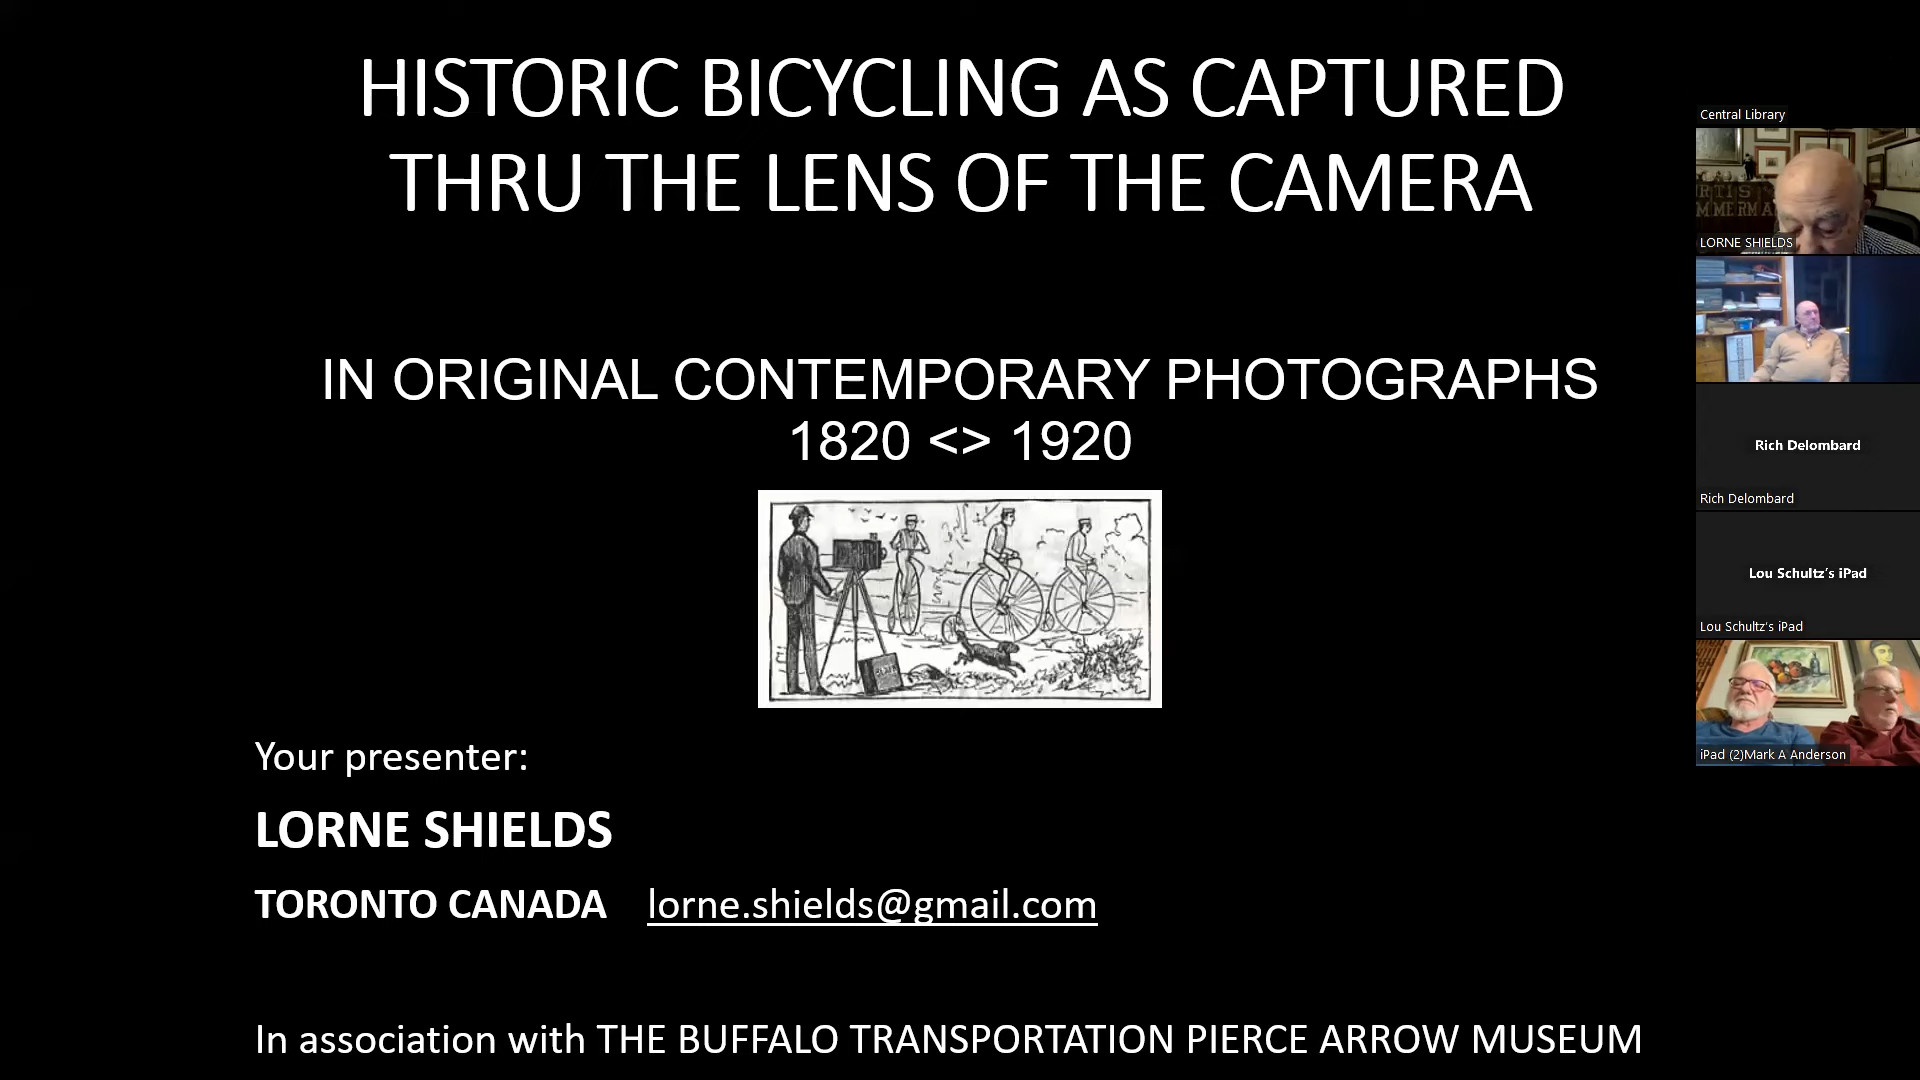 HISTORIC BICYCLING AS CAPTURED
THRU THE LENS OF THE CAMERA
IN ORIGINAL CONTEMPORARY PHOTOGRAPHS
1820 <> 1920
Your presenter:
LORNE SHIELDS
TORONTO CANADA lorne.shields@gmail.com
In association with THE BUFFALO TRANSPORTATION PIERCE ARROW MUSEUM
Central Library
LORNE SHIELDS
Rich Delombard
Rich Delombard
Lou Schultz's iPad
Lou Schultz's iPad
iPad (2)Mark A Anderson